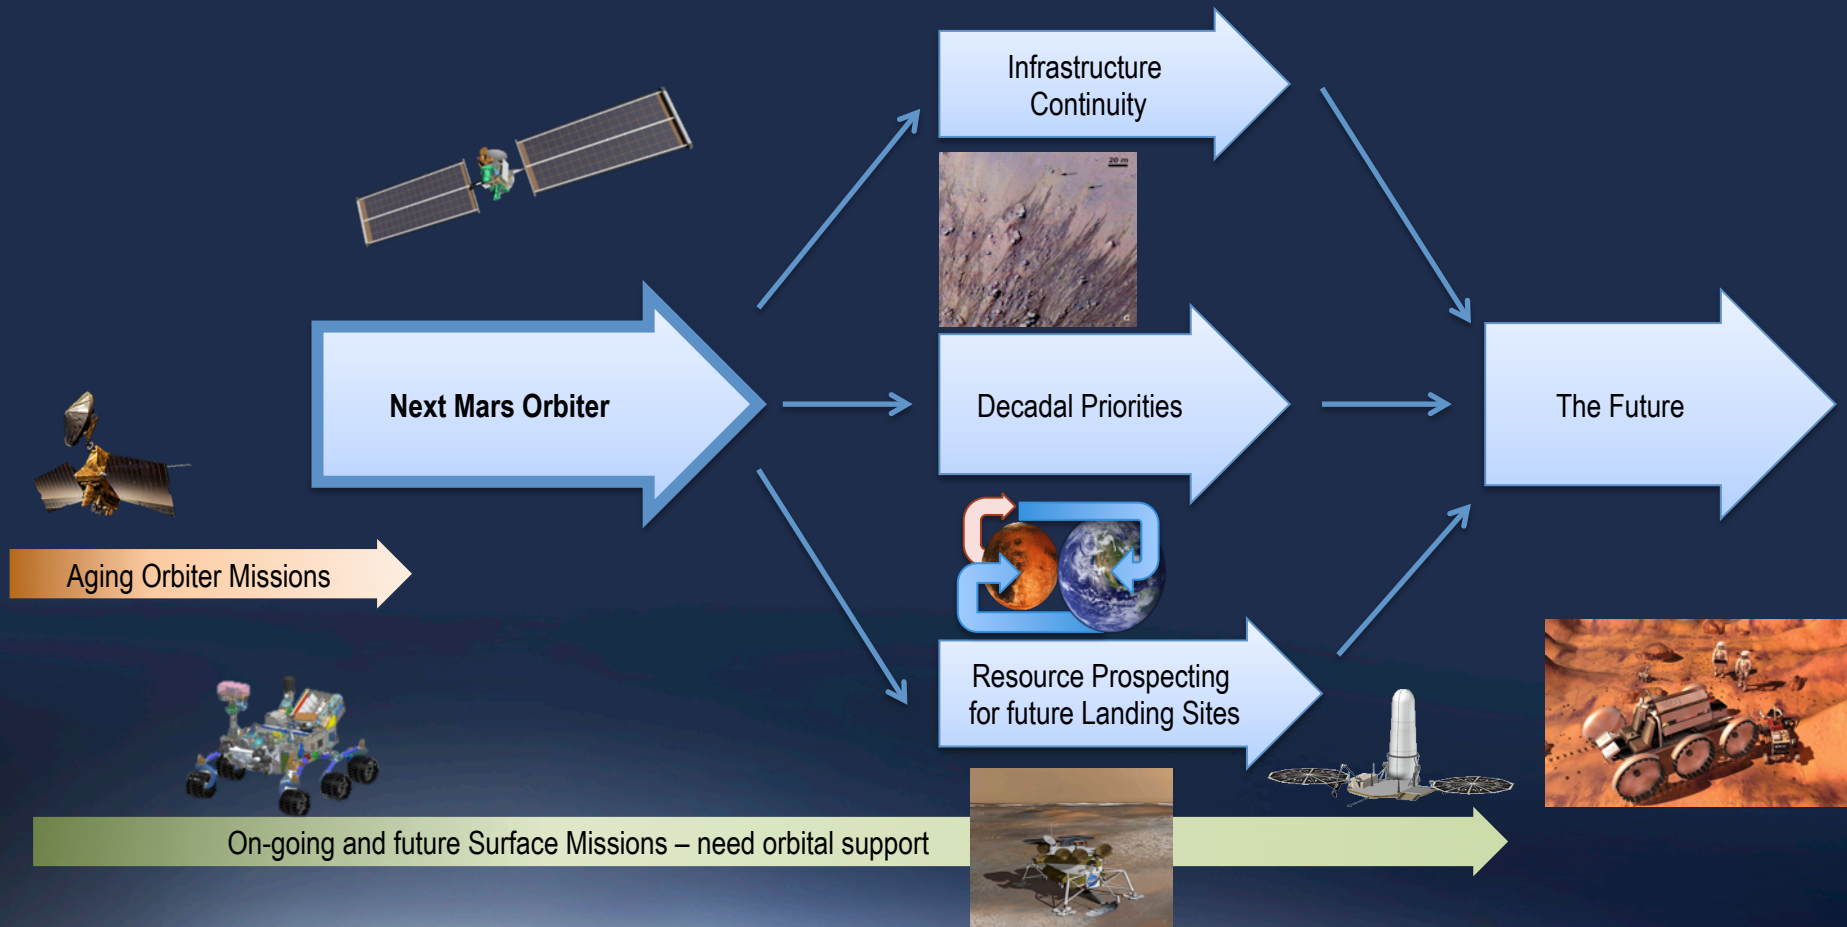 Infrastructure
Continuity
20 m
Next Mars Orbiter
Decadal Priorities
The Future
Aging Orbiter Missions
Resource Prospecting
for future Landing Sites
On-going and future Surface Missions – need orbital support